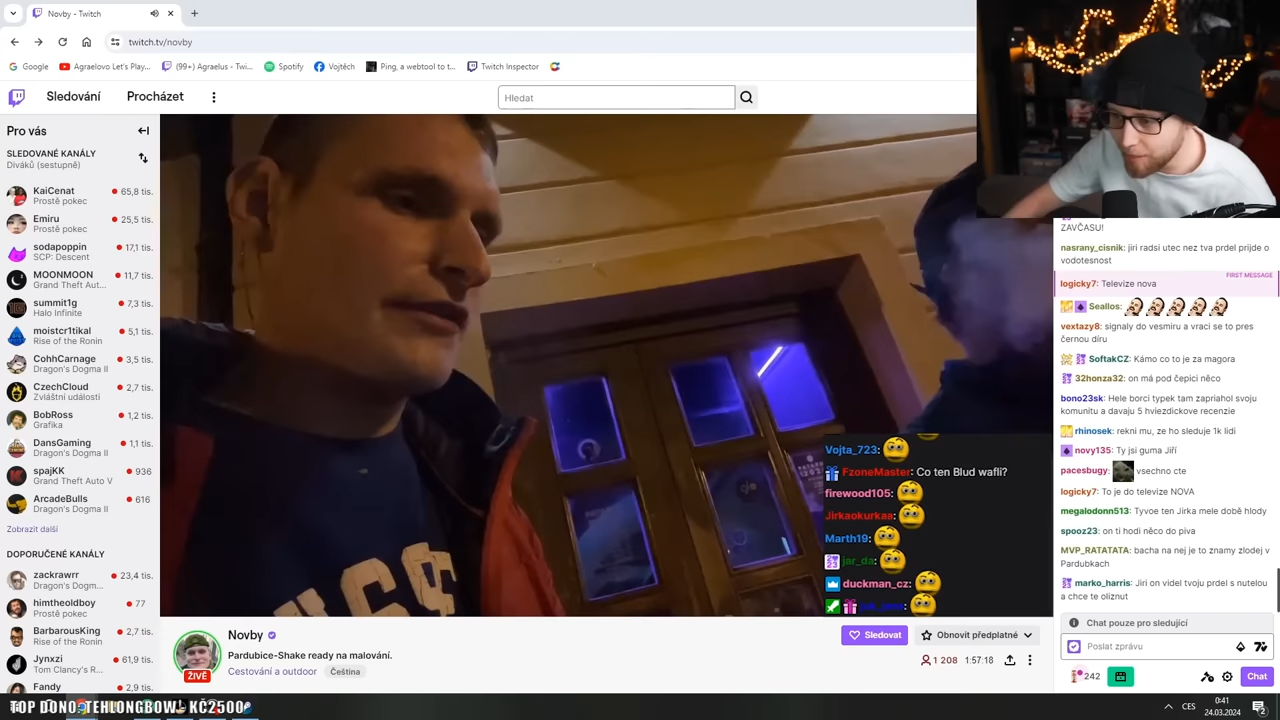 Novby - Twitch
twitch.tv/novby
Google
Agraelovo Let's Play...
(99+) Agraelus - Twi...
Spotify
Vojtěch
Ping, a webtool to t...
Twitch Inspector
Sledování
Procházet
Hledat
Pro vás
SLEDOVANÉ KANÁLY
Diváků (sestupně)
KaiCenat
65,8 tis.
Prostě pokec
Emiru
25,5 tis.
Prostě pokec
sodapoppin
17,1 tis.
SCP: Descent
MOONMOON
11,7 tis.
Grand Theft Aut...
summit1g
7,3 tis.
Halo Infinite
moistcr1tikal
5,1 tis.
Rise of the Ronin
CohhCarnage
3,5 tis.
Dragon's Dogma II
CzechCloud
2,7 tis.
Zvláštní události
BobRoss
1,2 tis.
Grafika
DansGaming
1,1 tis.
Dragon's Dogma II
spajKK
936
Grand Theft Auto V
ArcadeBulls
616
Dragon's Dogma II
Zobrazit další
DOPORUČENÉ KANÁLY
zackrawrr
23,4 tis.
Dragon's Dogm...
himtheoldboy
77
Prostě pokec
BarbarousKing
2,7 tis.
Rise of the Ronin
Jynxzi
61,9 tis.
Tom Clancy's R...
Fandy
2,9 tis.
Vojta_723:
FzoneMaster: Co ten Blud wafli?
firewood105:
Jirkaokurkaa:
Marth19:
jar_da:
duckman_cz:
Novby
Pardubice-Shake ready na malování.
Cestování a outdoor
Čeština
ŽIVĚ
Sledovat
Obnovit předplatné
1 208
1:57:18
ZAVČASU!
nasrany_cisnik: jiri radsi utec nez tva prdel prijde o
vodotesnost
FIRST MESSAGE
logicky7: Televize nova
Seallos:
vextazy8: signaly do vesmiru a vraci se to pres
černou díru
SoftakCZ: Kámo co to je za magora
32honza32: on má pod čepici něco
bono23sk: Hele borci typek tam zapriahol svoju
komunitu a davaju 5 hviezdickove recenzie
rhinosek: rekni mu, ze ho sleduje 1k lidi
novy135: Ty jsi guma Jiří
pacesbugy: vsechno cte
logicky7: To je do televize NOVA
megalodonn513: Tyvoe ten Jirka mele době hlody
spooz23: on ti hodi něco do piva
MVP_RATATATA: bacha na nej je to znamy zlodej v
Pardubkach
marko_harris: Jiri on videl tvoju prdel s nutelou
a chce te oliznut
Chat pouze pro sledující
Poslat zprávu
242
Chat
TOP DONO: TEHLONGBOW - KČ2500
CES
0:41
24.03.2024
2